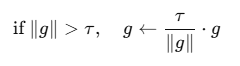 if ‖g‖ > τ, g ← τ/‖g‖ · g